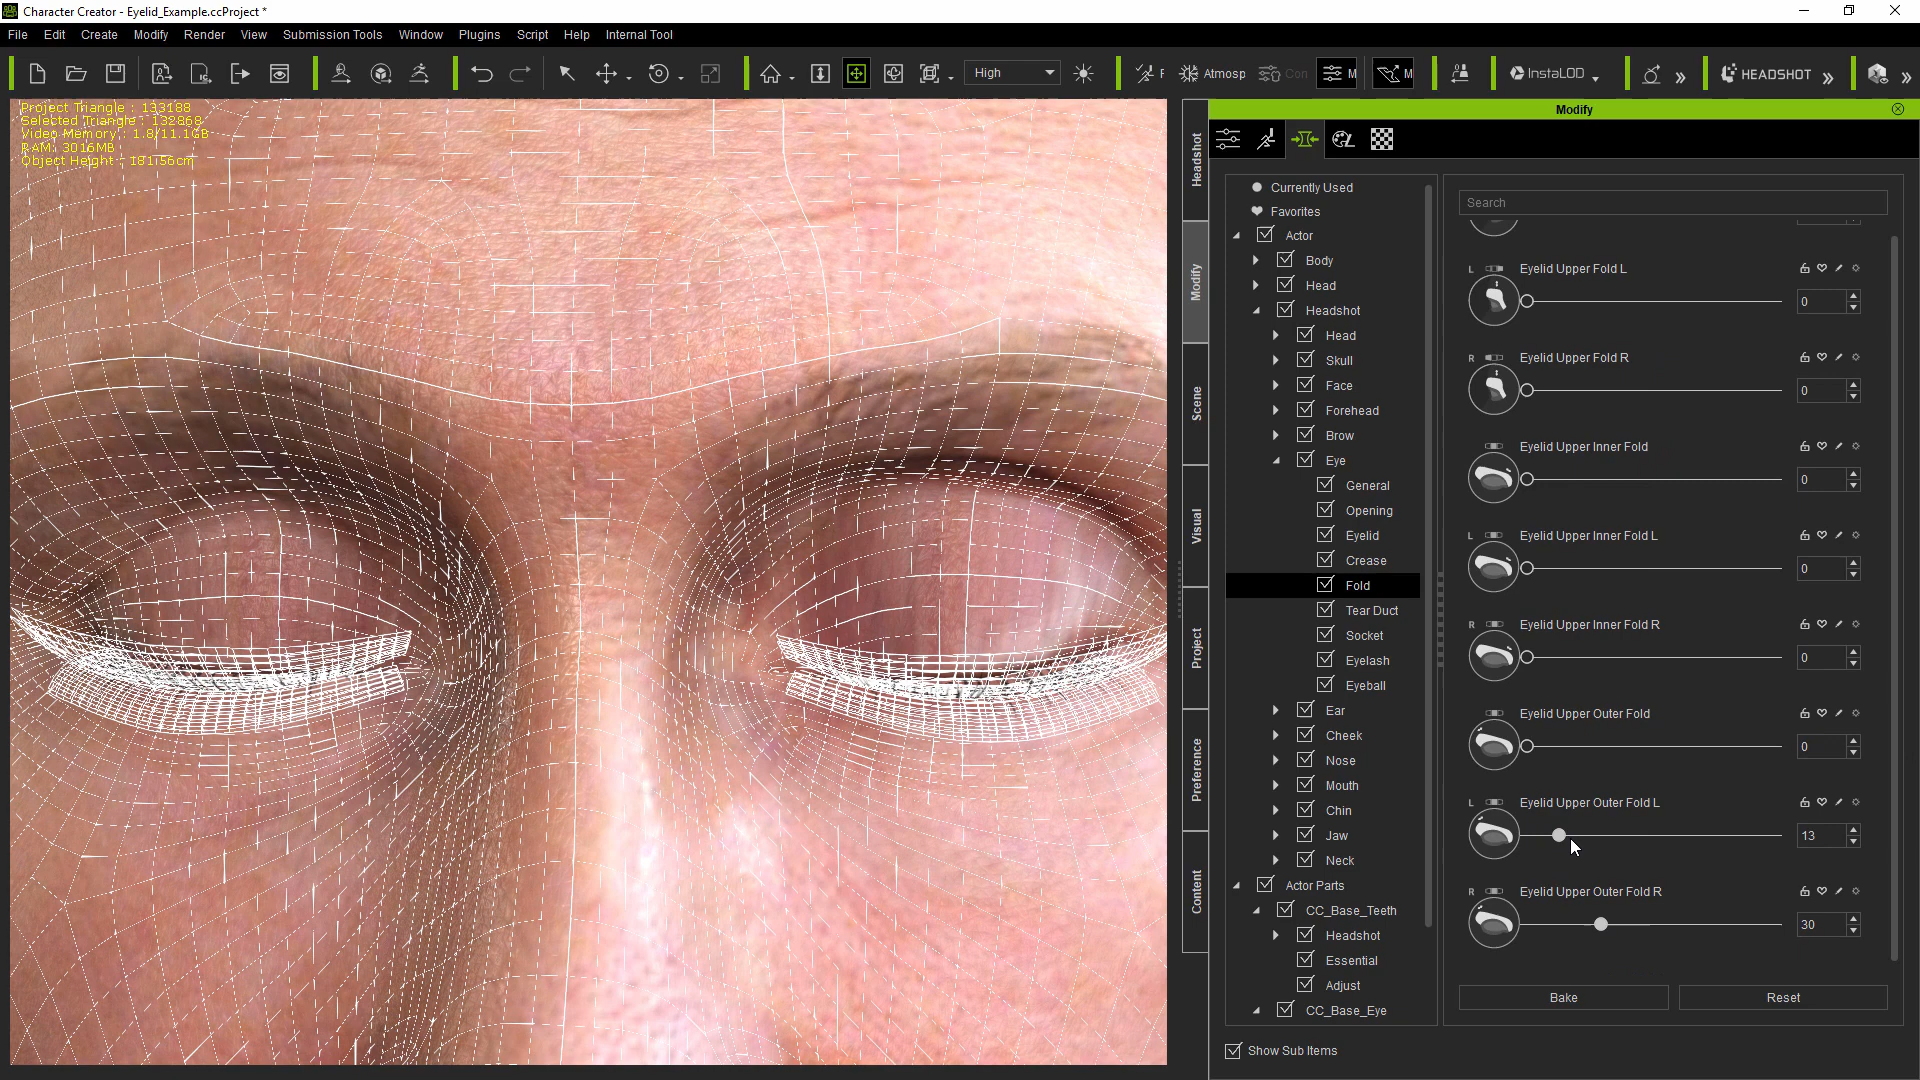 Character Creator - Eyelid_Example.ccProject *
File Edit Create Modify Render View Submission Tools Window Plugins Script Help Internal Tool
High
F
Atmosp
Con
M
M
InstaLOD
HEADSHOT
Project Triangle : 133188
Selected Triangle : 132868
Video Memory : 1.8/11.1GB
RAM: 3016MB
Object Height : 181.56cm
Headshot
Modify
Scene
Visual
Project
Preference
Content
Modify
Currently Used
Favorites
Actor
Body
Head
Headshot
Head
Skull
Face
Forehead
Brow
Eye
General
Opening
Eyelid
Crease
Fold
Tear Duct
Socket
Eyelash
Eyeball
Ear
Cheek
Nose
Mouth
Chin
Jaw
Neck
Actor Parts
CC_Base_Teeth
Headshot
Essential
Adjust
CC_Base_Eye
Show Sub Items
Search
L
Eyelid Upper Fold L
0
R
Eyelid Upper Fold R
0
Eyelid Upper Inner Fold
0
L
Eyelid Upper Inner Fold L
0
R
Eyelid Upper Inner Fold R
0
Eyelid Upper Outer Fold
0
L
Eyelid Upper Outer Fold L
13
R
Eyelid Upper Outer Fold R
30
Bake
Reset